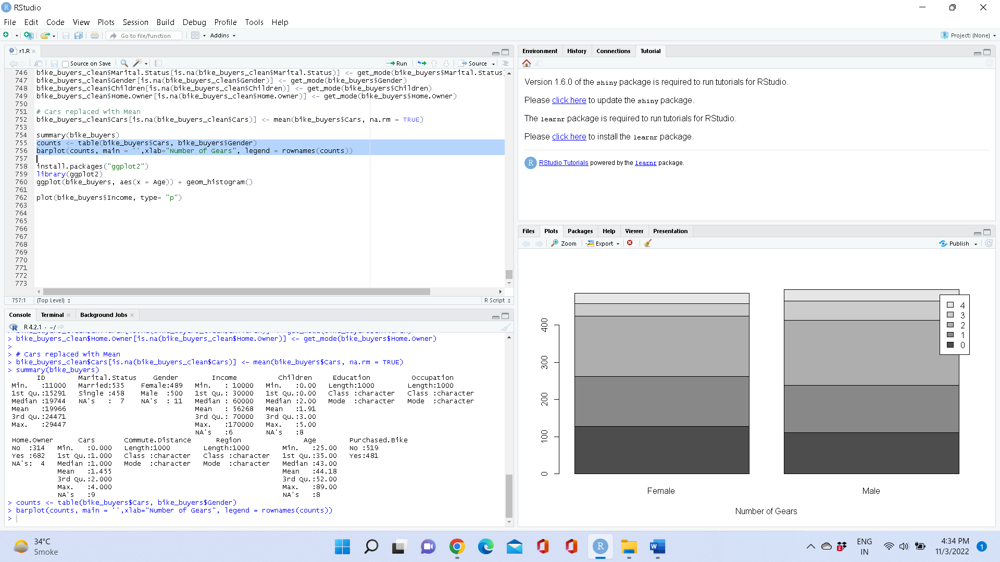 RStudio
File Edit Code View Plots Session Build Debug Profile Tools Help
Go to file/function Addins Project: (None)
r1.R
Source on Save Run Source
746 bike_buyers_clean$Marital.Status[is.na(bike_buyers_clean$Marital.Status)] <- get_mode(bike_buyers$Marital.Status
747 bike_buyers_clean$Gender[is.na(bike_buyers_clean$Gender)] <- get_mode(bike_buyers$Gender)
748 bike_buyers_clean$Children[is.na(bike_buyers_clean$Children)] <- get_mode(bike_buyers$Children)
749 bike_buyers_clean$Home.Owner[is.na(bike_buyers_clean$Home.Owner)] <- get_mode(bike_buyers$Home.Owner)
750
751 # Cars replaced with Mean
752 bike_buyers_clean$Cars[is.na(bike_buyers_clean$Cars)] <- mean(bike_buyers$Cars, na.rm = TRUE)
753
754 summary(bike_buyers)
755 counts <- table(bike_buyers$Cars, bike_buyers$Gender)
756 barplot(counts, main = '',xlab="Number of Gears", legend = rownames(counts))
757
758 install.packages("ggplot2")
759 library(ggplot2)
760 ggplot(bike_buyers, aes(x = Age)) + geom_histogram()
761
762 plot(bike_buyers$Income, type= "p")
763
764
765
766
767
768
769
770
771
772
773
757:1 (Top Level) R Script
Console Terminal Background Jobs
R 4.2.1 · ~/
> bike_buyers_clean$Home.Owner[is.na(bike_buyers_clean$Home.Owner)] <- get_mode(bike_buyers$Home.Owner)
>
> # Cars replaced with Mean
> bike_buyers_clean$Cars[is.na(bike_buyers_clean$Cars)] <- mean(bike_buyers$Cars, na.rm = TRUE)
> summary(bike_buyers)
ID Marital.Status Gender Income Children Education Occupation
Min. :11000 Married:535 Female:489 Min. : 10000 Min. :0.00 Length:1000 Length:1000
1st Qu.:15291 Single :458 Male :500 1st Qu.: 30000 1st Qu.:0.00 Class :character Class :character
Median :19744 NA's : 7 NA's : 11 Median : 60000 Median :2.00 Mode :character Mode :character
Mean :19966 Mean : 56268 Mean :1.91
3rd Qu.:24471 3rd Qu.: 70000 3rd Qu.:3.00
Max. :29447 Max. :170000 Max. :5.00
NA's :6 NA's :8
Home.Owner Cars Commute.Distance Region Age Purchased.Bike
No :314 Min. :0.000 Length:1000 Length:1000 Min. :25.00 No :519
Yes :682 1st Qu.:1.000 Class :character Class :character 1st Qu.:35.00 Yes:481
NA's: 4 Median :1.000 Mode :character Mode :character Median :43.00
Mean :1.455 Mean :44.18
3rd Qu.:2.000 3rd Qu.:52.00
Max. :4.000 Max. :89.00
NA's :9 NA's :8
> counts <- table(bike_buyers$Cars, bike_buyers$Gender)
> barplot(counts, main = '',xlab="Number of Gears", legend = rownames(counts))
>
Environment History Connections Tutorial
Version 1.6.0 of the shiny package is required to run tutorials for RStudio.
Please click here to update the shiny package.
The learnr package is required to run tutorials for RStudio.
Please click here to install the learnr package.
R RStudio Tutorials powered by the learnr package.
Files Plots Packages Help Viewer Presentation
Zoom Export Publish
400
300
200
100
0
4
3
2
1
0
Female Male
Number of Gears
34°C
Smoke
ENG
IN
4:34 PM
11/3/2022
1